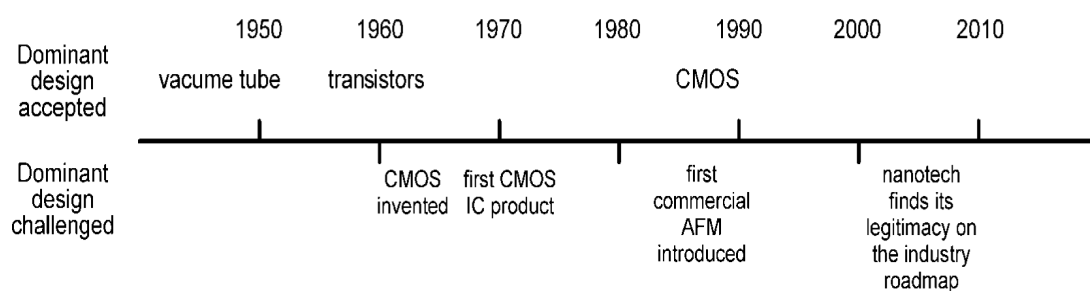 1950 1960 1970 1980 1990 2000 2010
Dominant
design
accepted
vacume tube transistors CMOS
Dominant
design
challenged
CMOS
invented
first CMOS
IC product
first
commercial
AFM
introduced
nanotech
finds its
legitimacy on
the industry
roadmap